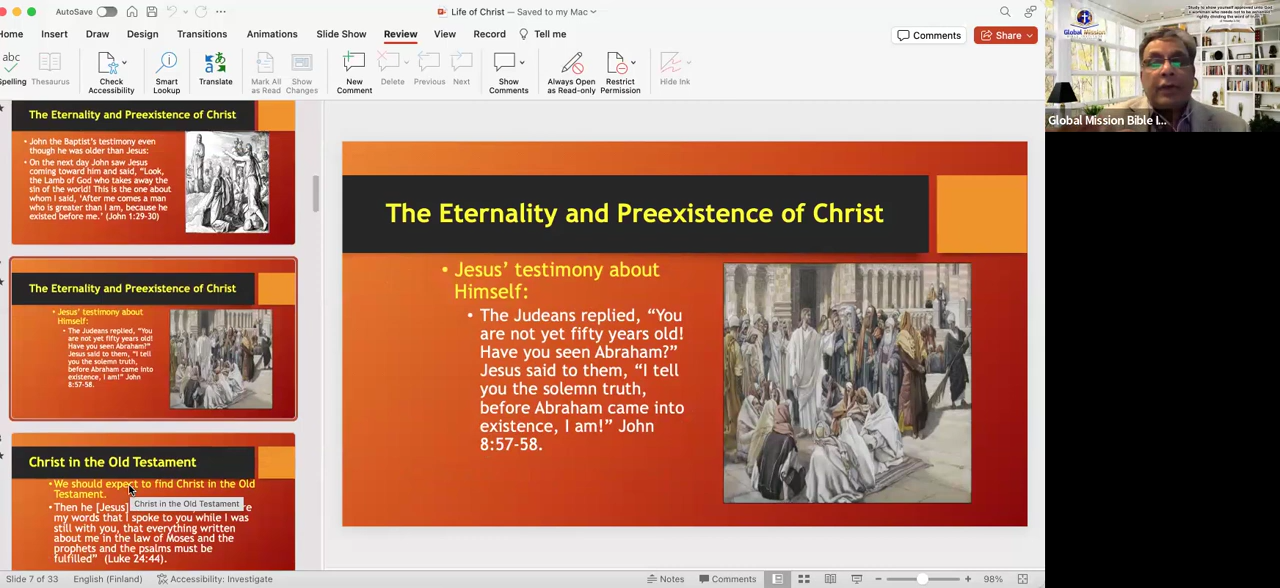 AutoSave
Life of Christ — Saved to my Mac
Home Insert Draw Design Transitions Animations Slide Show Review View Record Tell me
Comments Share
abc
Spelling Thesaurus Check Accessibility Smart Lookup Translate Mark All as Read Show Changes New Comment Delete Previous Next Show Comments Always Open as Read-only Restrict Permission Hide Ink
The Eternality and Preexistence of Christ
• John the Baptist's testimony even
though he was older than Jesus:
• On the next day John saw Jesus
coming toward him and said, “Look,
the Lamb of God who takes away the
sin of the world! This is the one about
whom I said, ‘After me comes a man
who is greater than I am, because he
existed before me.’ (John 1:29-30)
The Eternality and Preexistence of Christ
• Jesus’ testimony about
Himself:
• The Judeans replied, “You
are not yet fifty years old!
Have you seen Abraham?”
Jesus said to them, “I tell
you the solemn truth,
before Abraham came into
existence, I am!” John
8:57-58.
Christ in the Old Testament
• We should expect to find Christ in the Old
Testament.
Christ in the Old Testament
• Then he [Jesus]
my words that I spoke to you while I was
still with you, that everything written
about me in the law of Moses and the
prophets and the psalms must be
fulfilled” (Luke 24:44).
The Eternality and Preexistence of Christ
• Jesus’ testimony about
Himself:
• The Judeans replied, “You
are not yet fifty years old!
Have you seen Abraham?”
Jesus said to them, “I tell
you the solemn truth,
before Abraham came into
existence, I am!” John
8:57-58.
Global Mission
Global Mission Bible I...
Slide 7 of 33 English (Finland) Accessibility: Investigate Notes Comments 98%